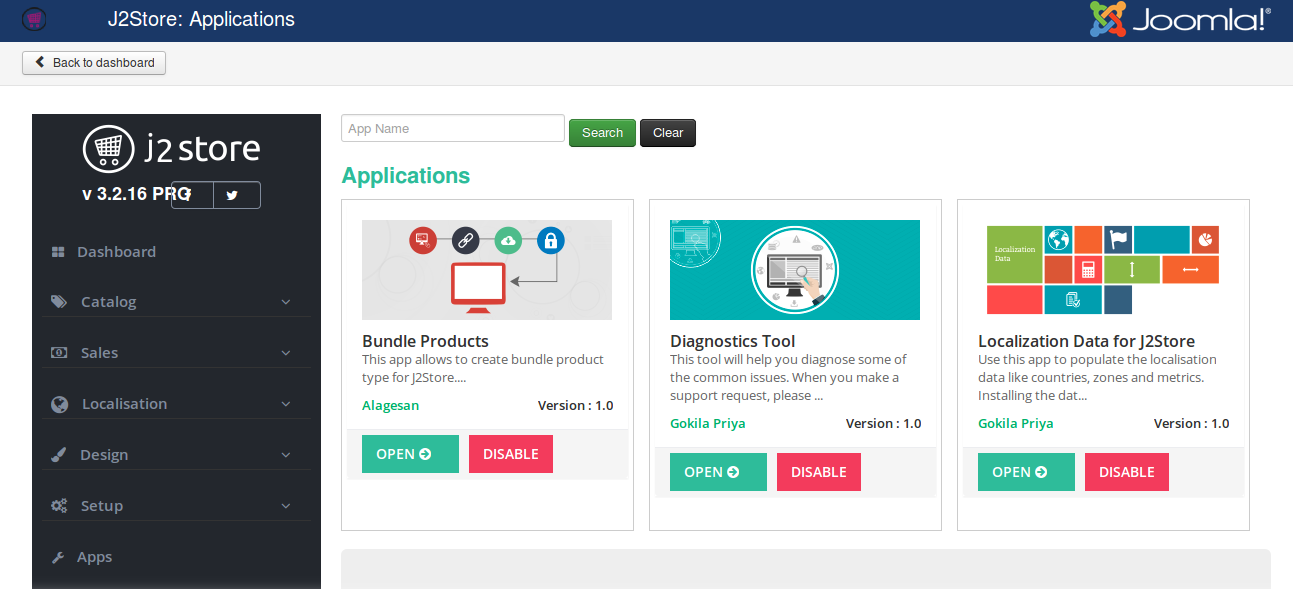 J2Store: Applications
Joomla!®
Back to dashboard
j2store
v 3.2.16 PRO
Dashboard
Catalog
Sales
Localisation
Design
Setup
Apps
App Name
Search
Clear
Applications
Bundle Products
This app allows to create bundle product
type for J2Store....
Alagesan
Version : 1.0
OPEN
DISABLE
Diagnostics Tool
This tool will help you diagnose some of
the common issues. When you make a
support request, please ...
Gokila Priya
Version : 1.0
OPEN
DISABLE
Localization
Data
Localization Data for J2Store
Use this app to populate the localisation
data like countries, zones and metrics.
Installing the dat...
Gokila Priya
Version : 1.0
OPEN
DISABLE